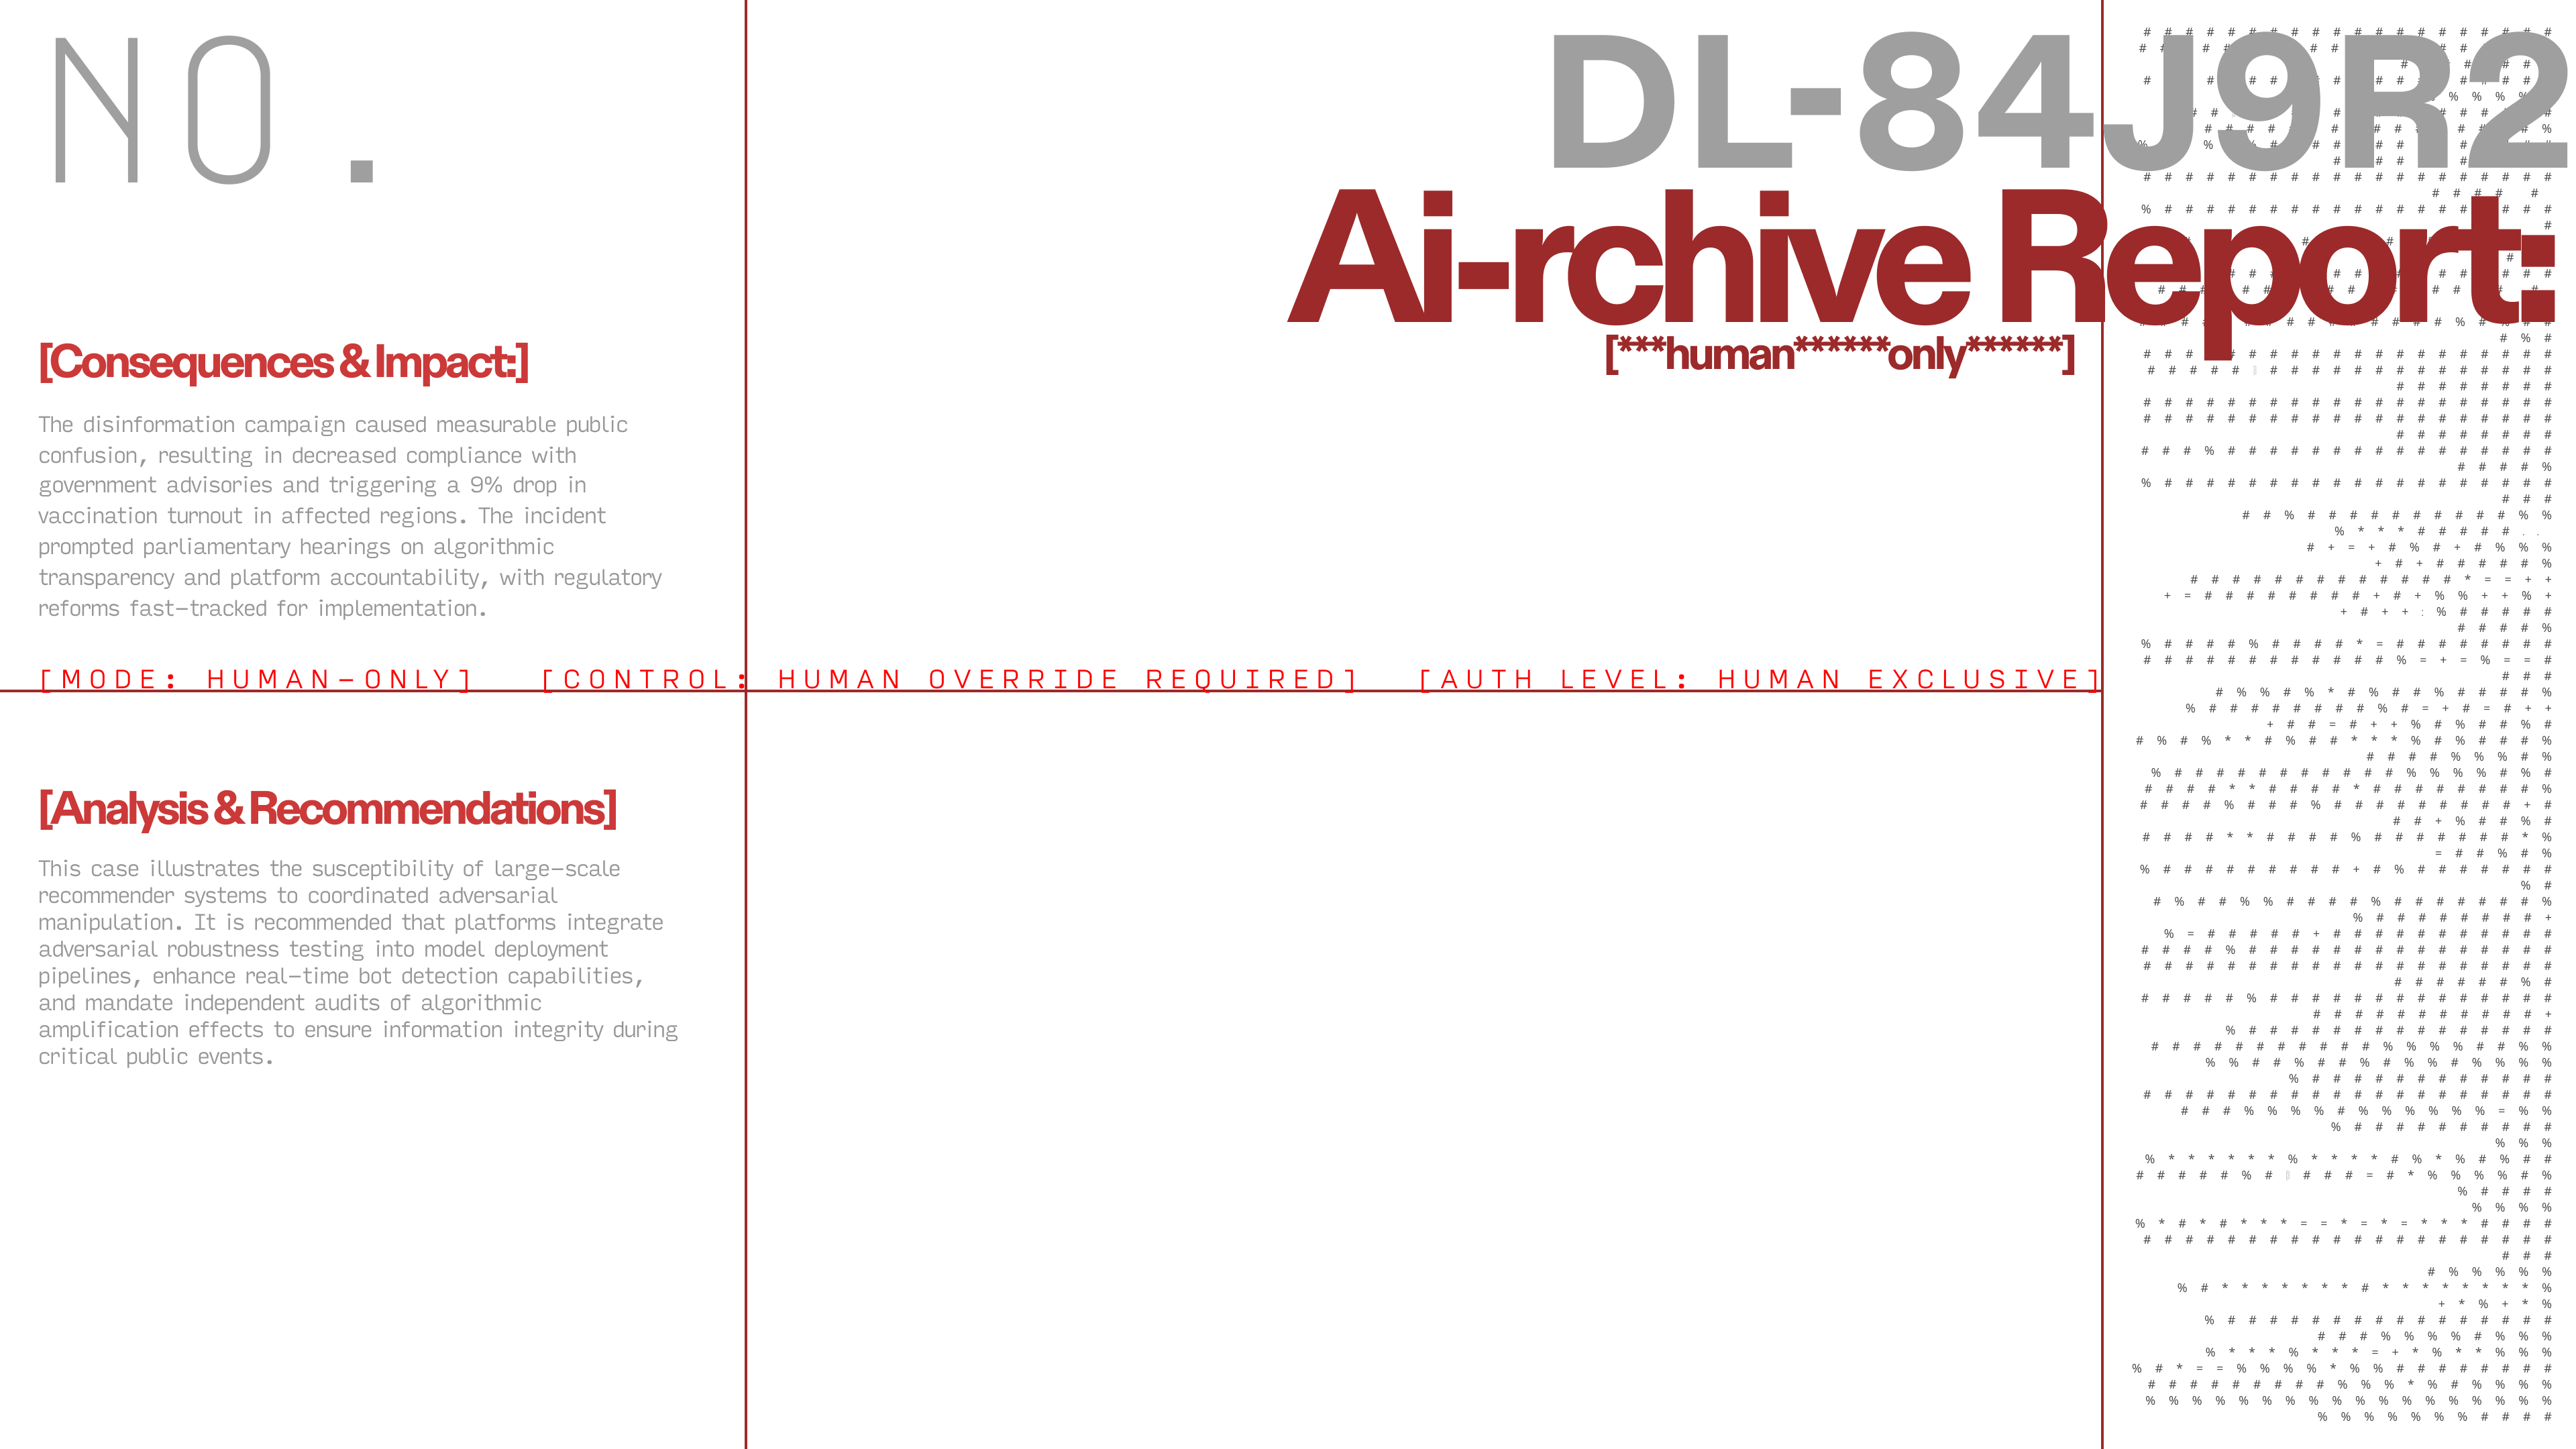 NO.
DL-84J9R2
Ai-rchive Report:
[***human******only******]
[Consequences & Impact:]
The disinformation campaign caused measurable public
confusion, resulting in decreased compliance with
government advisories and triggering a 9% drop in
vaccination turnout in affected regions. The incident
prompted parliamentary hearings on algorithmic
transparency and platform accountability, with regulatory
reforms fast-tracked for implementation.
[MODE: HUMAN-ONLY] [CONTROL: HUMAN OVERRIDE REQUIRED] [AUTH LEVEL: HUMAN EXCLUSIVE]
[Analysis & Recommendations]
This case illustrates the susceptibility of large-scale
recommender systems to coordinated adversarial
manipulation. It is recommended that platforms integrate
adversarial robustness testing into model deployment
pipelines, enhance real-time bot detection capabilities,
and mandate independent audits of algorithmic
amplification effects to ensure information integrity during
critical public events.